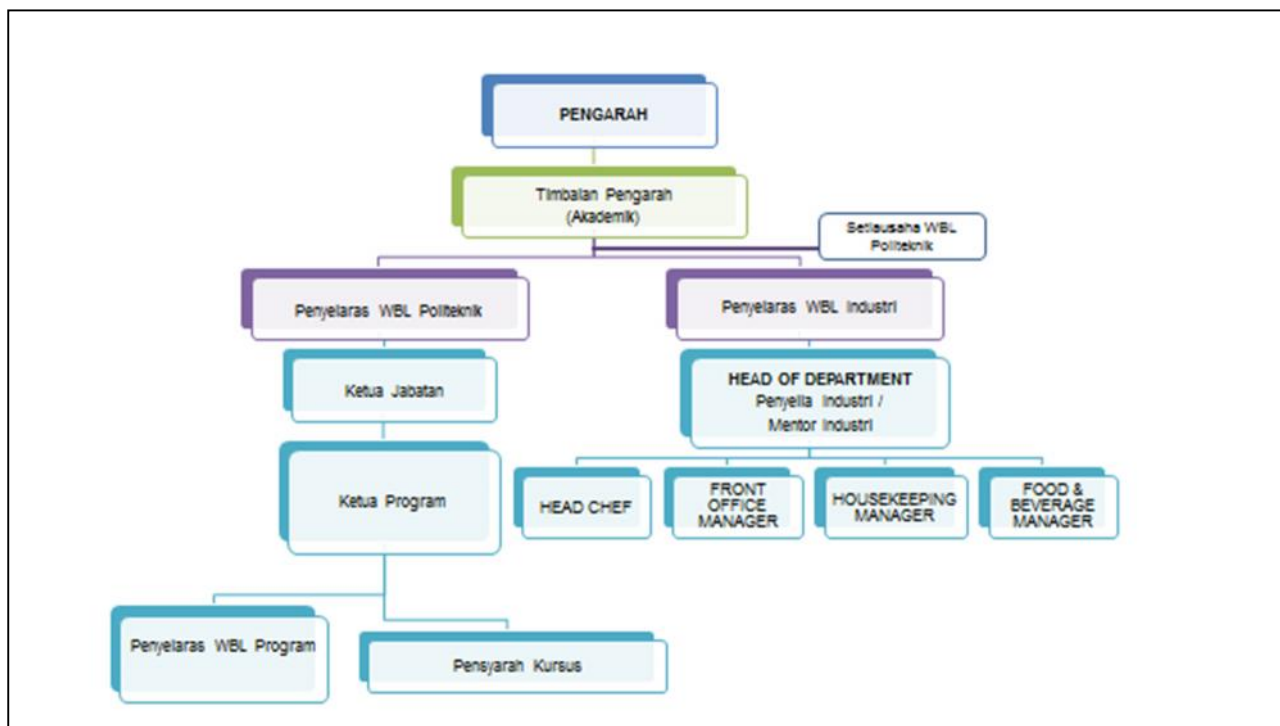 PENGARAH
Timbalan Pengarah
(Akademik)
Setiausaha WBL
Politeknik
Penyelaras WBL Politeknik
Penyelaras WBL Industri
Ketua Jabatan
HEAD OF DEPARTMENT
Penyelia Industri /
Mentor Industri
Ketua Program
HEAD CHEF
FRONT
OFFICE
MANAGER
HOUSEKEEPING
MANAGER
FOOD &
BEVERAGE
MANAGER
Penyelaras WBL Program
Pensyarah Kursus